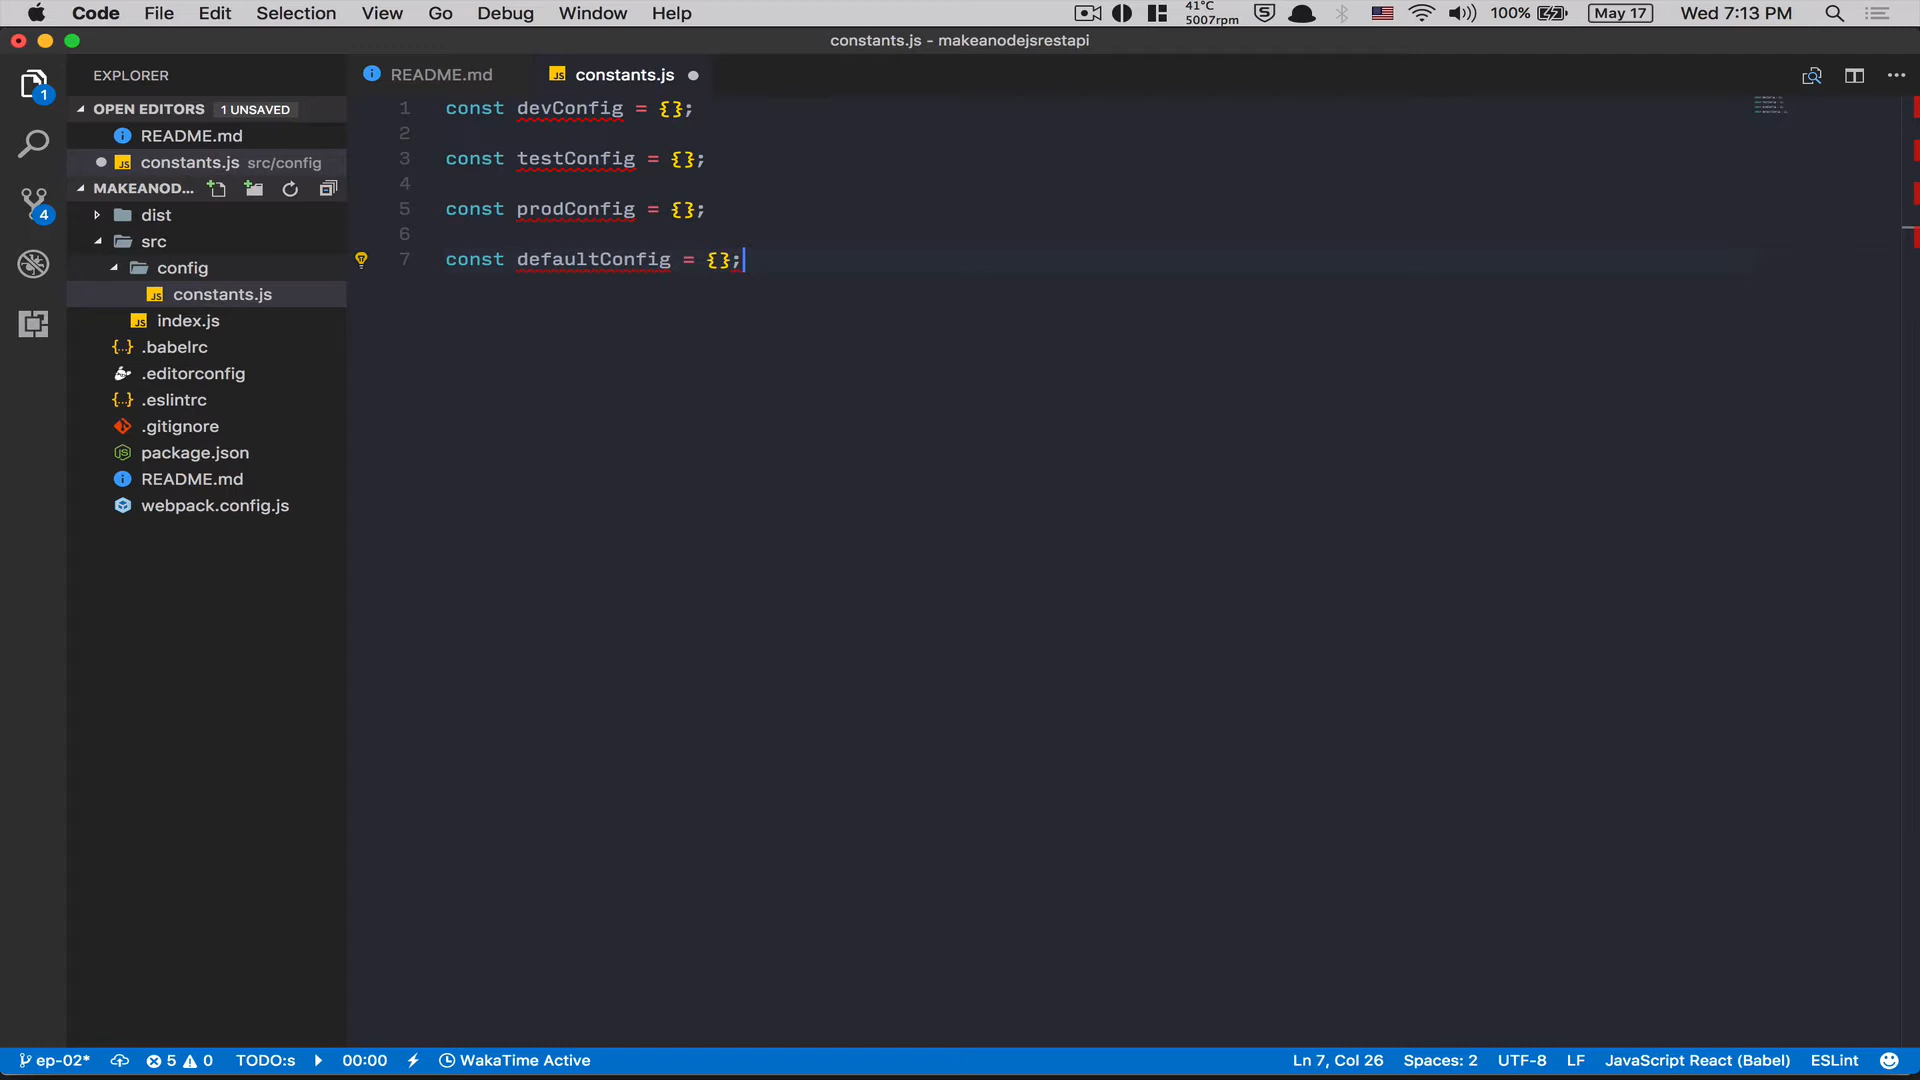 Code File Edit Selection View Go Debug Window Help 41°C 5007rpm 100% May 17 Wed 7:13 PM
constants.js - makeanodejsrestapi
EXPLORER
OPEN EDITORS 1 UNSAVED
README.md
constants.js src/config
MAKEANOD...
dist
src
config
constants.js
index.js
.babelrc
.editorconfig
.eslintrc
.gitignore
package.json
README.md
webpack.config.js
1
4
README.md constants.js
1 const devConfig = {};
2
3 const testConfig = {};
4
5 const prodConfig = {};
6
7 const defaultConfig = {};
ep-02* 5 0 TODO:s 00:00 WakaTime Active Ln 7, Col 26 Spaces: 2 UTF-8 LF JavaScript React (Babel) ESLint